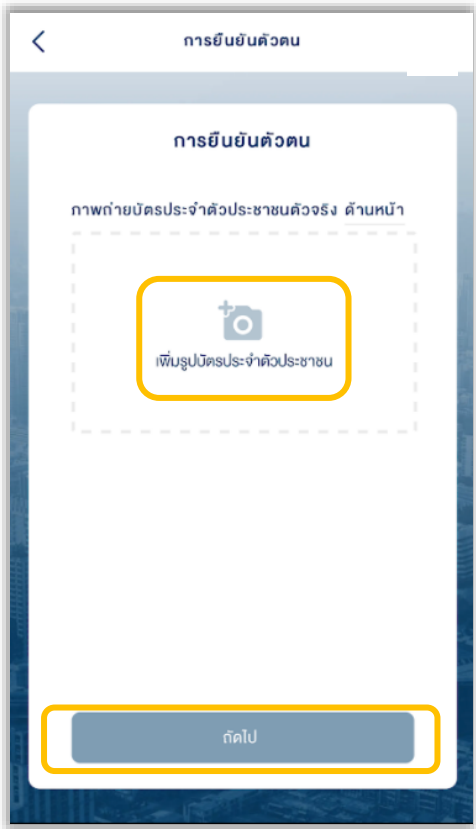 การยืนยันตัวตน
การยืนยันตัวตน
ภาพถ่ายบัตรประจำตัวประชาชนตัวจริง ด้านหน้า
เพิ่มรูปบัตรประจำตัวประชาชน
ถัดไป